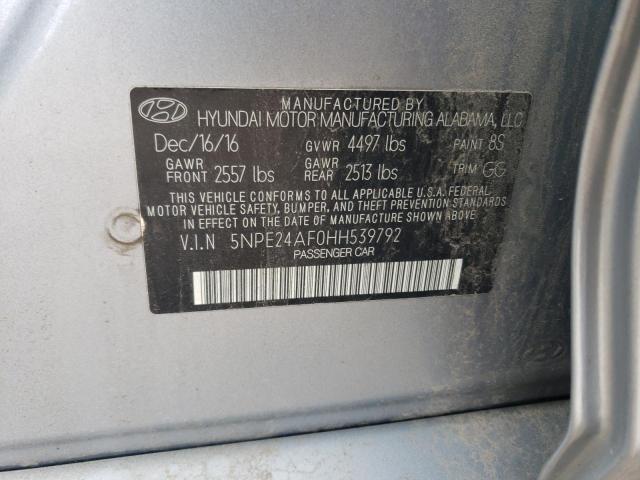 MANUFACTURED BY
HYUNDAI MOTOR MANUFACTURING ALABAMA, LLC
Dec/16/16 GVWR 4497 lbs PAINT 8S
GAWR FRONT 2557 lbs GAWR REAR 2513 lbs TRIM GG
THIS VEHICLE CONFORMS TO ALL APPLICABLE U.S.A. FEDERAL
MOTOR VEHICLE SAFETY, BUMPER, AND THEFT PREVENTION STANDARDS
IN EFFECT ON THE DATE OF MANUFACTURE SHOWN ABOVE.
V.I.N 5NPE24AF0HH539792
PASSENGER CAR